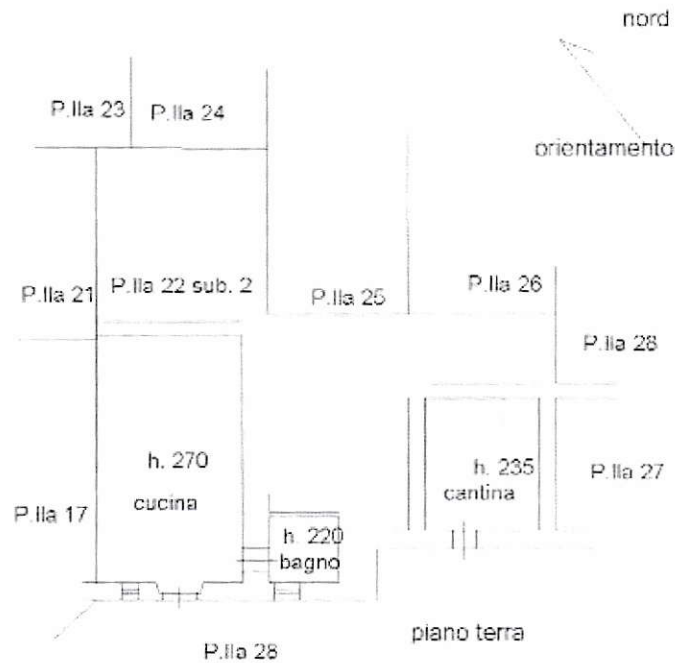 nord
P.lla 23
P.lla 24
orientamento
P.lla 21
P.lla 22 sub. 2
P.lla 25
P.lla 26
P.lla 28
h. 270
cucina
h. 235
cantina
P.lla 27
P.lla 17
h. 220
bagno
piano terra
P.lla 28